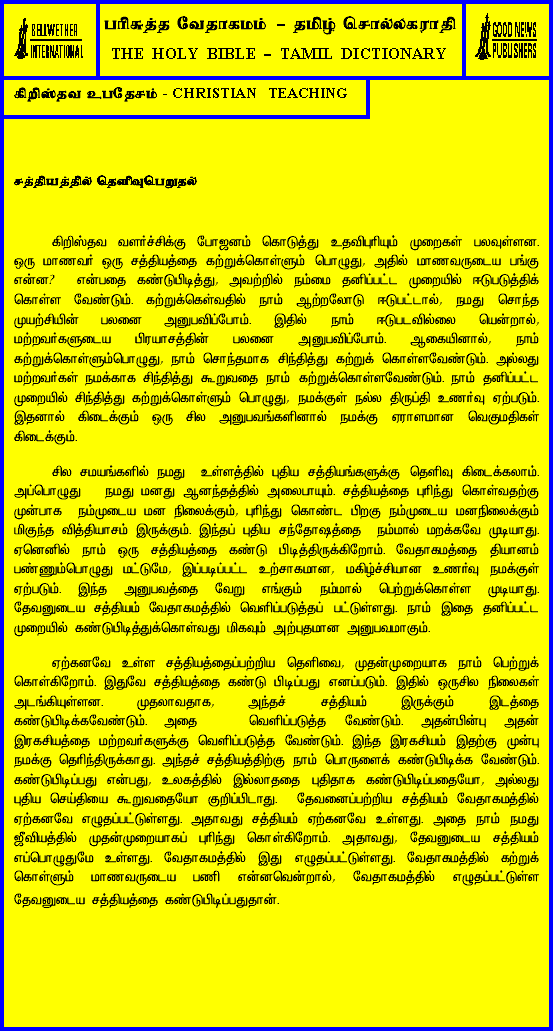 BELLWETHER
INTERNATIONAL
பரிசுத்த வேதாகமம் – தமிழ் சொல்லகராதி
THE HOLY BIBLE – TAMIL DICTIONARY
GOOD NEWS
PUBLISHERS
கிறிஸ்தவ உபதேசம் - CHRISTIAN TEACHING
சத்தியத்தில் தெளிவுபெறுதல்
கிறிஸ்தவ வளர்ச்சிக்கு போஜனம் கொடுத்து உதவிபுரியும் முறைகள் பலவுள்ளன.
ஒரு மாணவர் ஒரு சத்தியத்தை கற்றுக்கொள்ளும் பொழுது, அதில் மாணவருடைய பங்கு
என்ன? என்பதை கண்டுபிடித்து, அவற்றில் நம்மை தனிப்பட்ட முறையில் ஈடுபடுத்திக்
கொள்ள வேண்டும். கற்றுக்கெள்வதில் நாம் ஆற்றலோடு ஈடுபட்டால், நமது சொந்த
முயற்சியின் பலனை அனுபவிப்போம். இதில் நாம் ஈடுபடவில்லை யென்றால்,
மற்றவர்களுடைய பிரயாசத்தின் பலனை அனுபவிப்போம். ஆகையினால், நாம்
கற்றுக்கொள்ளும்பொழுது, நாம் சொந்தமாக சிந்தித்து கற்றுக் கொள்ளவேண்டும். அல்லது
மற்றவர்கள் நமக்காக சிந்தித்து கூறுவதை நாம் கற்றுக்கொள்ளவேண்டும். நாம் தனிப்பட்ட
முறையில் சிந்தித்து கற்றுக்கொள்ளும் பொழுது, நமக்குள் நல்ல திருப்தி உணர்வு ஏற்படும்.
இதனால் கிடைக்கும் ஒரு சில அனுபவங்களினால் நமக்கு ஏராளமான வெகுமதிகள்
கிடைக்கும்.
சில சமயங்களில் நமது உள்ளத்தில் புதிய சத்தியங்களுக்கு தெளிவு கிடைக்கலாம்.
அப்பொழுது நமது மனது ஆனந்தத்தில் அலைபாயும். சத்தியத்தை புரிந்து கொள்வதற்கு
முன்பாக நம்முடைய மன நிலைக்கும், புரிந்து கொண்ட பிறகு நம்முடைய மனநிலைக்கும்
மிகுந்த வித்தியாசம் இருக்கும். இந்தப் புதிய சந்தோஷத்தை நம்மால் மறக்கவே முடியாது.
ஏனெனில் நாம் ஒரு சத்தியத்தை கண்டு பிடித்திருக்கிறோம். வேதாகமத்தை தியானம்
பண்ணும்பொழுது மட்டுமே, இப்படிப்பட்ட உற்சாகமான, மகிழ்ச்சியான உணர்வு நமக்குள்
ஏற்படும். இந்த அனுபவத்தை வேறு எங்கும் நம்மால் பெற்றுக்கொள்ள முடியாது.
தேவனுடைய சத்தியம் வேதாகமத்தில் வெளிப்படுத்தப் பட்டுள்ளது. நாம் இதை தனிப்பட்ட
முறையில் கண்டுபிடித்துக்கொள்வது மிகவும் அற்புதமான அனுபவமாகும்.
ஏற்கனவே உள்ள சத்தியத்தைப்பற்றிய தெளிவை, முதன்முறையாக நாம் பெற்றுக்
கொள்கிறோம். இதுவே சத்தியத்தை கண்டு பிடிப்பது எனப்படும். இதில் ஒருசில நிலைகள்
அடங்கியுள்ளன. முதலாவதாக, அந்தச் சத்தியம் இருக்கும் இடத்தை
கண்டுபிடிக்கவேண்டும். அதை வெளிப்படுத்த வேண்டும். அதன்பின்பு அதன்
இரகசியத்தை மற்றவர்களுக்கு வெளிப்படுத்த வேண்டும். இந்த இரகசியம் இதற்கு முன்பு
நமக்கு தெரிந்திருக்காது. அந்தச் சத்தியத்திற்கு நாம் பொருளைக் கண்டுபிடிக்க வேண்டும்.
கண்டுபிடிப்பது என்பது, உலகத்தில் இல்லாததை புதிதாக கண்டுபிடிப்பதையோ, அல்லது
புதிய செய்தியை கூறுவதையோ குறிப்பிடாது. தேவனைப்பற்றிய சத்தியம் வேதாகமத்தில்
ஏற்கனவே எழுதப்பட்டுள்ளது. அதாவது சத்தியம் ஏற்கனவே உள்ளது. அதை நாம் நமது
ஜீவியத்தில் முதன்முறையாகப் புரிந்து கொள்கிறோம். அதாவது, தேவனுடைய சத்தியம்
எப்பொழுதுமே உள்ளது. வேதாகமத்தில் இது எழுதப்பட்டுள்ளது. வேதாகமத்தில் கற்றுக்
கொள்ளும் மாணவருடைய பணி என்னவென்றால், வேதாகமத்தில் எழுதப்பட்டுள்ள
தேவனுடைய சத்தியத்தை கண்டுபிடிப்பதுதான்.